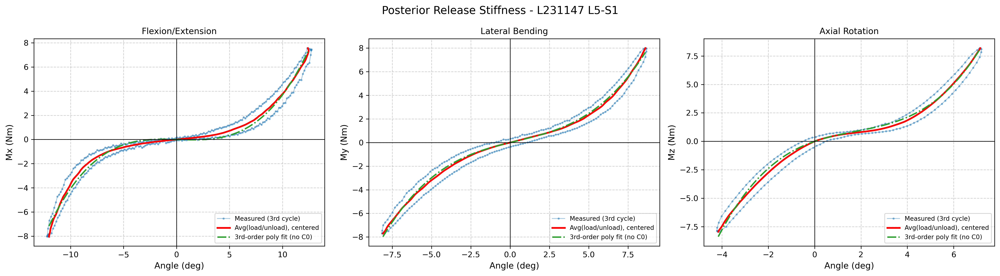 Posterior Release Stiffness - L231147 L5-S1
Flexion/Extension
Mx (Nm)
8
6
4
2
0
−2
−4
−6
−8
−10
−5
0
5
10
Angle (deg)
Measured (3rd cycle)
Avg(load/unload), centered
3rd-order poly fit (no C0)
Lateral Bending
My (Nm)
8
6
4
2
0
−2
−4
−6
−8
−7.5
−5.0
−2.5
0.0
2.5
5.0
7.5
Angle (deg)
Measured (3rd cycle)
Avg(load/unload), centered
3rd-order poly fit (no C0)
Axial Rotation
Mz (Nm)
7.5
5.0
2.5
0.0
−2.5
−5.0
−7.5
−4
−2
0
2
4
6
Angle (deg)
Measured (3rd cycle)
Avg(load/unload), centered
3rd-order poly fit (no C0)